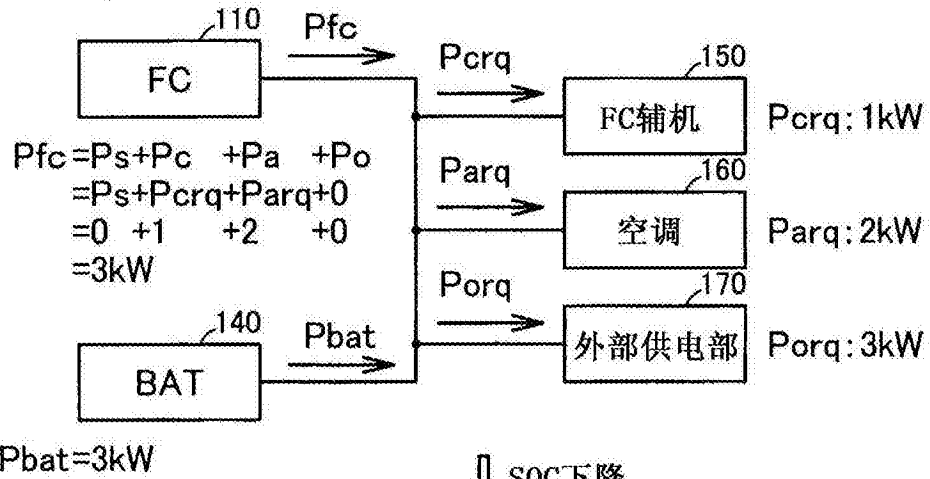 110
Pfc
FC
Pcrq
150
FC辅机
Pcrq:1kW
Pfc=Ps+Pc +Pa +Po
=Ps+Pcrq+Parq+0
=0 +1 +2 +0
=3kW
Parq
160
空调
Parq:2kW
Porq
170
外部供电部
Porq:3kW
140
Pbat
BAT
Pbat=3kW
SOC下降